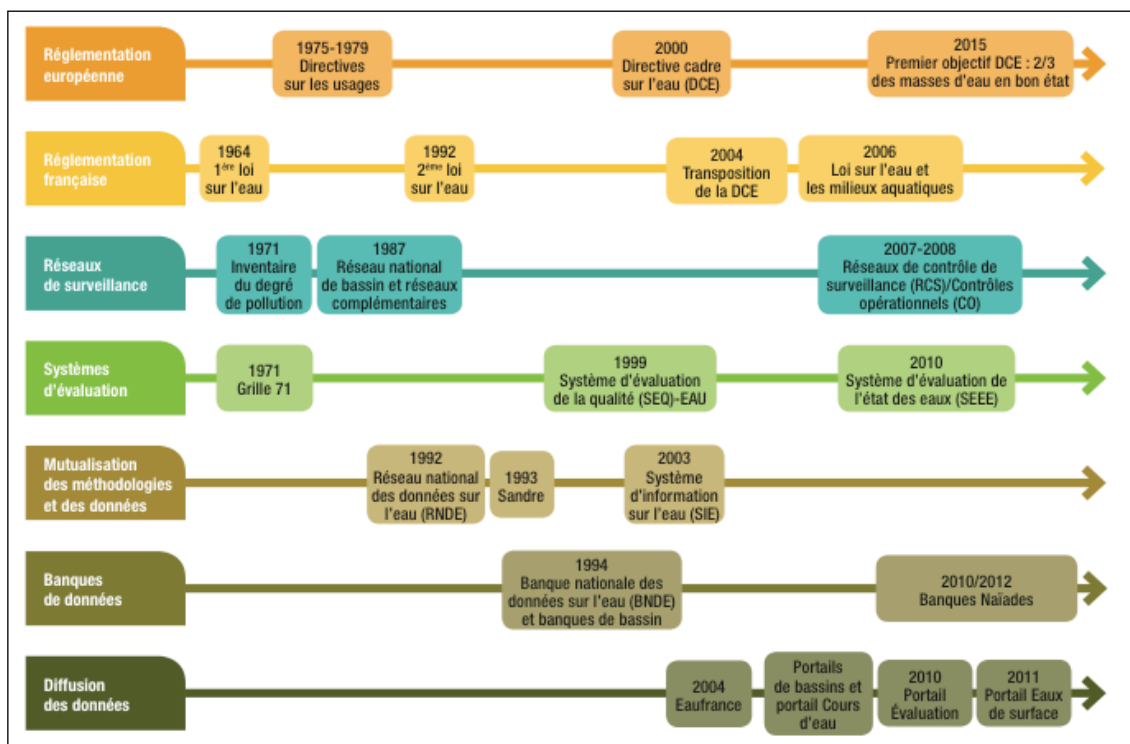 Réglementation
européenne
1975-1979
Directives
sur les usages
2000
Directive cadre
sur l'eau (DCE)
2015
Premier objectif DCE : 2/3
des masses d'eau en bon état
Réglementation
française
1964
1ère loi
sur l'eau
1992
2ème loi
sur l'eau
2004
Transposition
de la DCE
2006
Loi sur l'eau et
les milieux aquatiques
Réseaux
de surveillance
1971
Inventaire
du degré
de pollution
1987
Réseau national
de bassin et réseaux
complémentaires
2007-2008
Réseaux de contrôle de
surveillance (RCS)/Contrôles
opérationnels (CO)
Systèmes
d'évaluation
1971
Grille 71
1999
Système d'évaluation
de la qualité (SEQ)-EAU
2010
Système d'évaluation de
l'état des eaux (SEEE)
Mutualisation
des méthodologies
et des données
1992
Réseau national
des données sur
l'eau (RNDE)
1993
Sandre
2003
Système
d'information
sur l'eau (SIE)
Banques
de données
1994
Banque nationale des
données sur l'eau (BNDE)
et banques de bassin
2010/2012
Banques Naïades
Diffusion
des données
2004
Eaufrance
Portails
de bassins et
portail Cours
d'eau
2010
Portail
Évaluation
2011
Portail Eaux
de surface